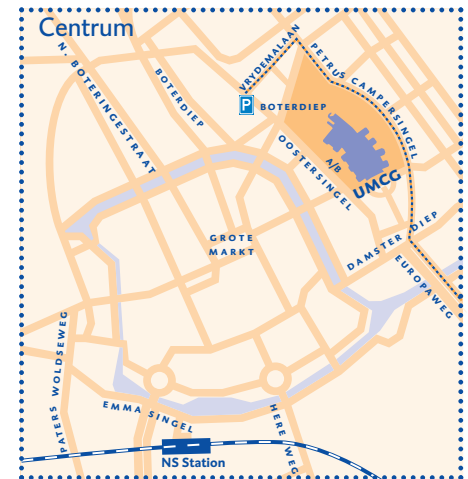 Centrum
N. BOTERINGESTRAAT
BOTERDIEP
VRYDEMALAAN
PETRUS CAMPERSINGEL
P BOTERDIEP
OOSTERSINGEL
A/B
UMCG
GROTE
MARKT
DAMSTER DIEP
EUROPAWEG
PATERS WOLDSEWEG
EMMA SINGEL
HERE WEG
NS Station